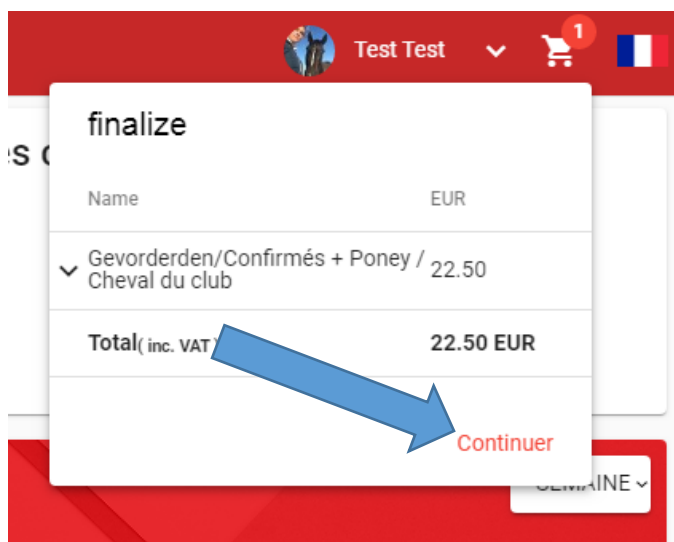 Test Test
1
finalize
s
Name EUR
Gevorderden/Confirmés + Poney /
Cheval du club
22.50
Total( inc. VAT ) 22.50 EUR
Continuer
SEMAINE